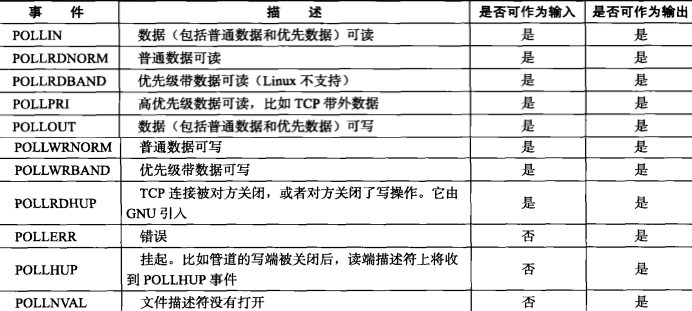 事 件 描 述 是否可作为输入 是否可作为输出
POLLIN 数据（包括普通数据和优先数据）可读 是 是
POLLRDNORM 普通数据可读 是 是
POLLRDBAND 优先级带数据可读（Linux 不支持） 是 是
POLLPRI 高优先级数据可读，比如 TCP 带外数据 是 是
POLLOUT 数据（包括普通数据和优先数据）可写 是 是
POLLWRNORM 普通数据可写 是 是
POLLWRBAND 优先级带数据可写 是 是
POLLRDHUP TCP 连接被对方关闭，或者对方关闭了写操作。它由 是 是
GNU 引入
POLLERR 错误 否 是
POLLHUP 挂起。比如管道的写端被关闭后，读端描述符上将收 否 是
到 POLLHUP 事件
POLLNVAL 文件描述符没有打开 否 是